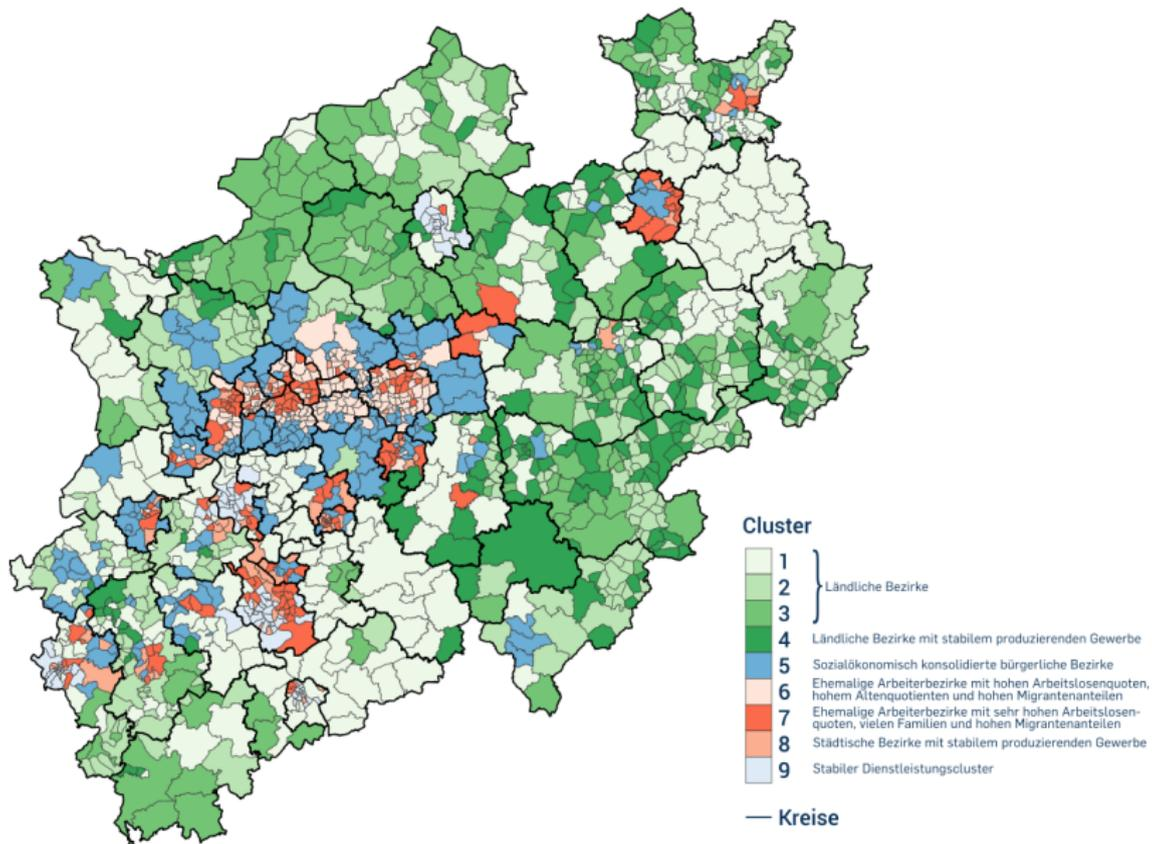 Cluster
1
2
3
Ländliche Bezirke
4 Ländliche Bezirke mit stabilem produzierenden Gewerbe
5 Sozialökonomisch konsolidierte bürgerliche Bezirke
6 Ehemalige Arbeiterbezirke mit hohen Arbeitslosenquoten,
hohem Altenquotienten und hohen Migrantenanteilen
7 Ehemalige Arbeiterbezirke mit sehr hohen Arbeitslosen-
quoten, vielen Familien und hohen Migrantenanteilen
8 Städtische Bezirke mit stabilem produzierenden Gewerbe
9 Stabiler Dienstleistungscluster
Kreise